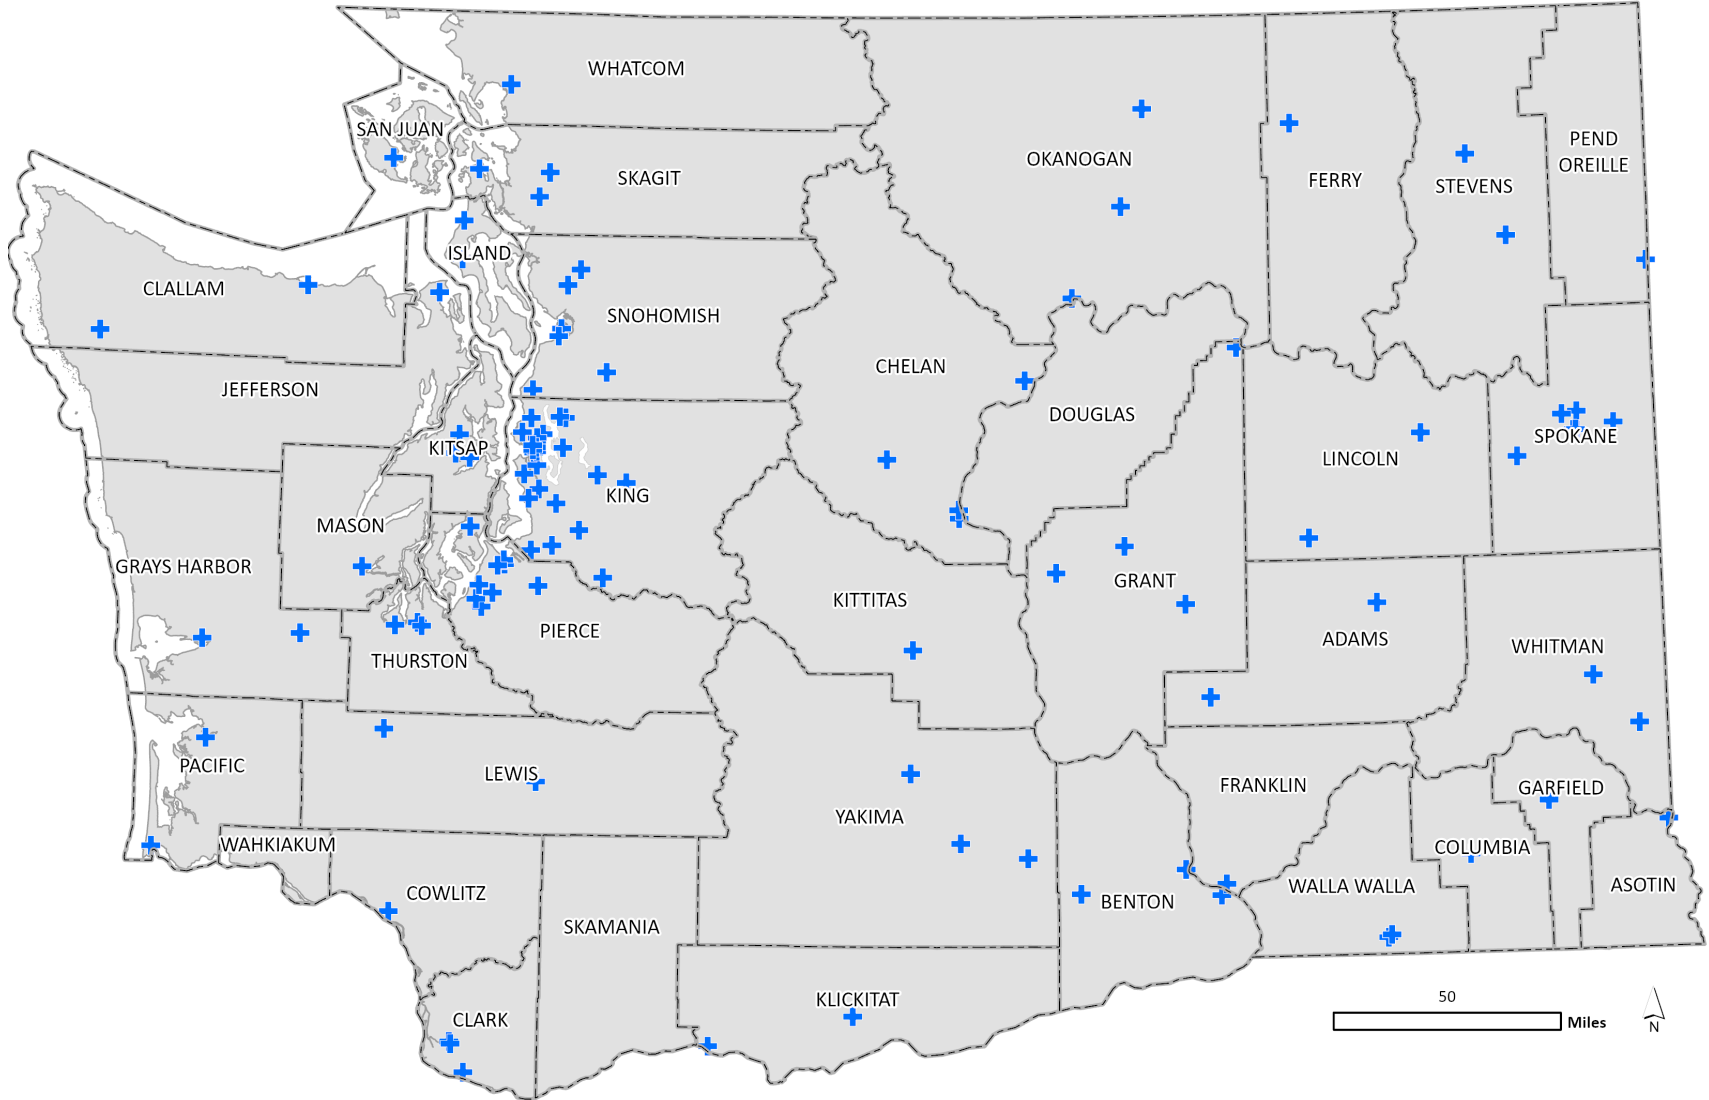 WHATCOM
SAN JUAN
SKAGIT
OKANOGAN
FERRY
STEVENS
PEND
OREILLE
ISLAND
CLALLAM
SNOHOMISH
JEFFERSON
CHELAN
DOUGLAS
KITSAP
SPOKANE
LINCOLN
KING
MASON
GRAYS HARBOR
GRANT
KITTITAS
PIERCE
ADAMS
WHITMAN
THURSTON
PACIFIC
LEWIS
YAKIMA
FRANKLIN
GARFIELD
WAHKIAKUM
COLUMBIA
COWLITZ
WALLA WALLA
ASOTIN
BENTON
SKAMANIA
KLICKITAT
CLARK
50
Miles
N